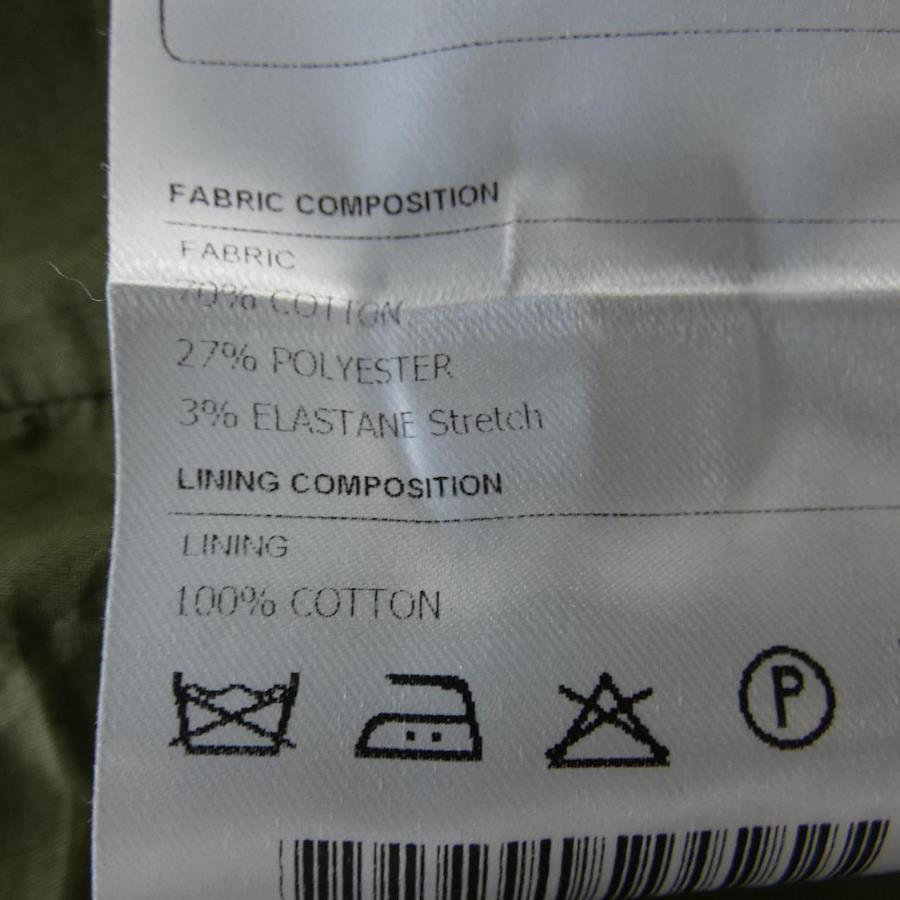 FABRIC COMPOSITION
FABRIC
70% COTTON
27% POLYESTER
3% ELASTANE Stretch
LINING COMPOSITION
LINING
100% COTTON
P